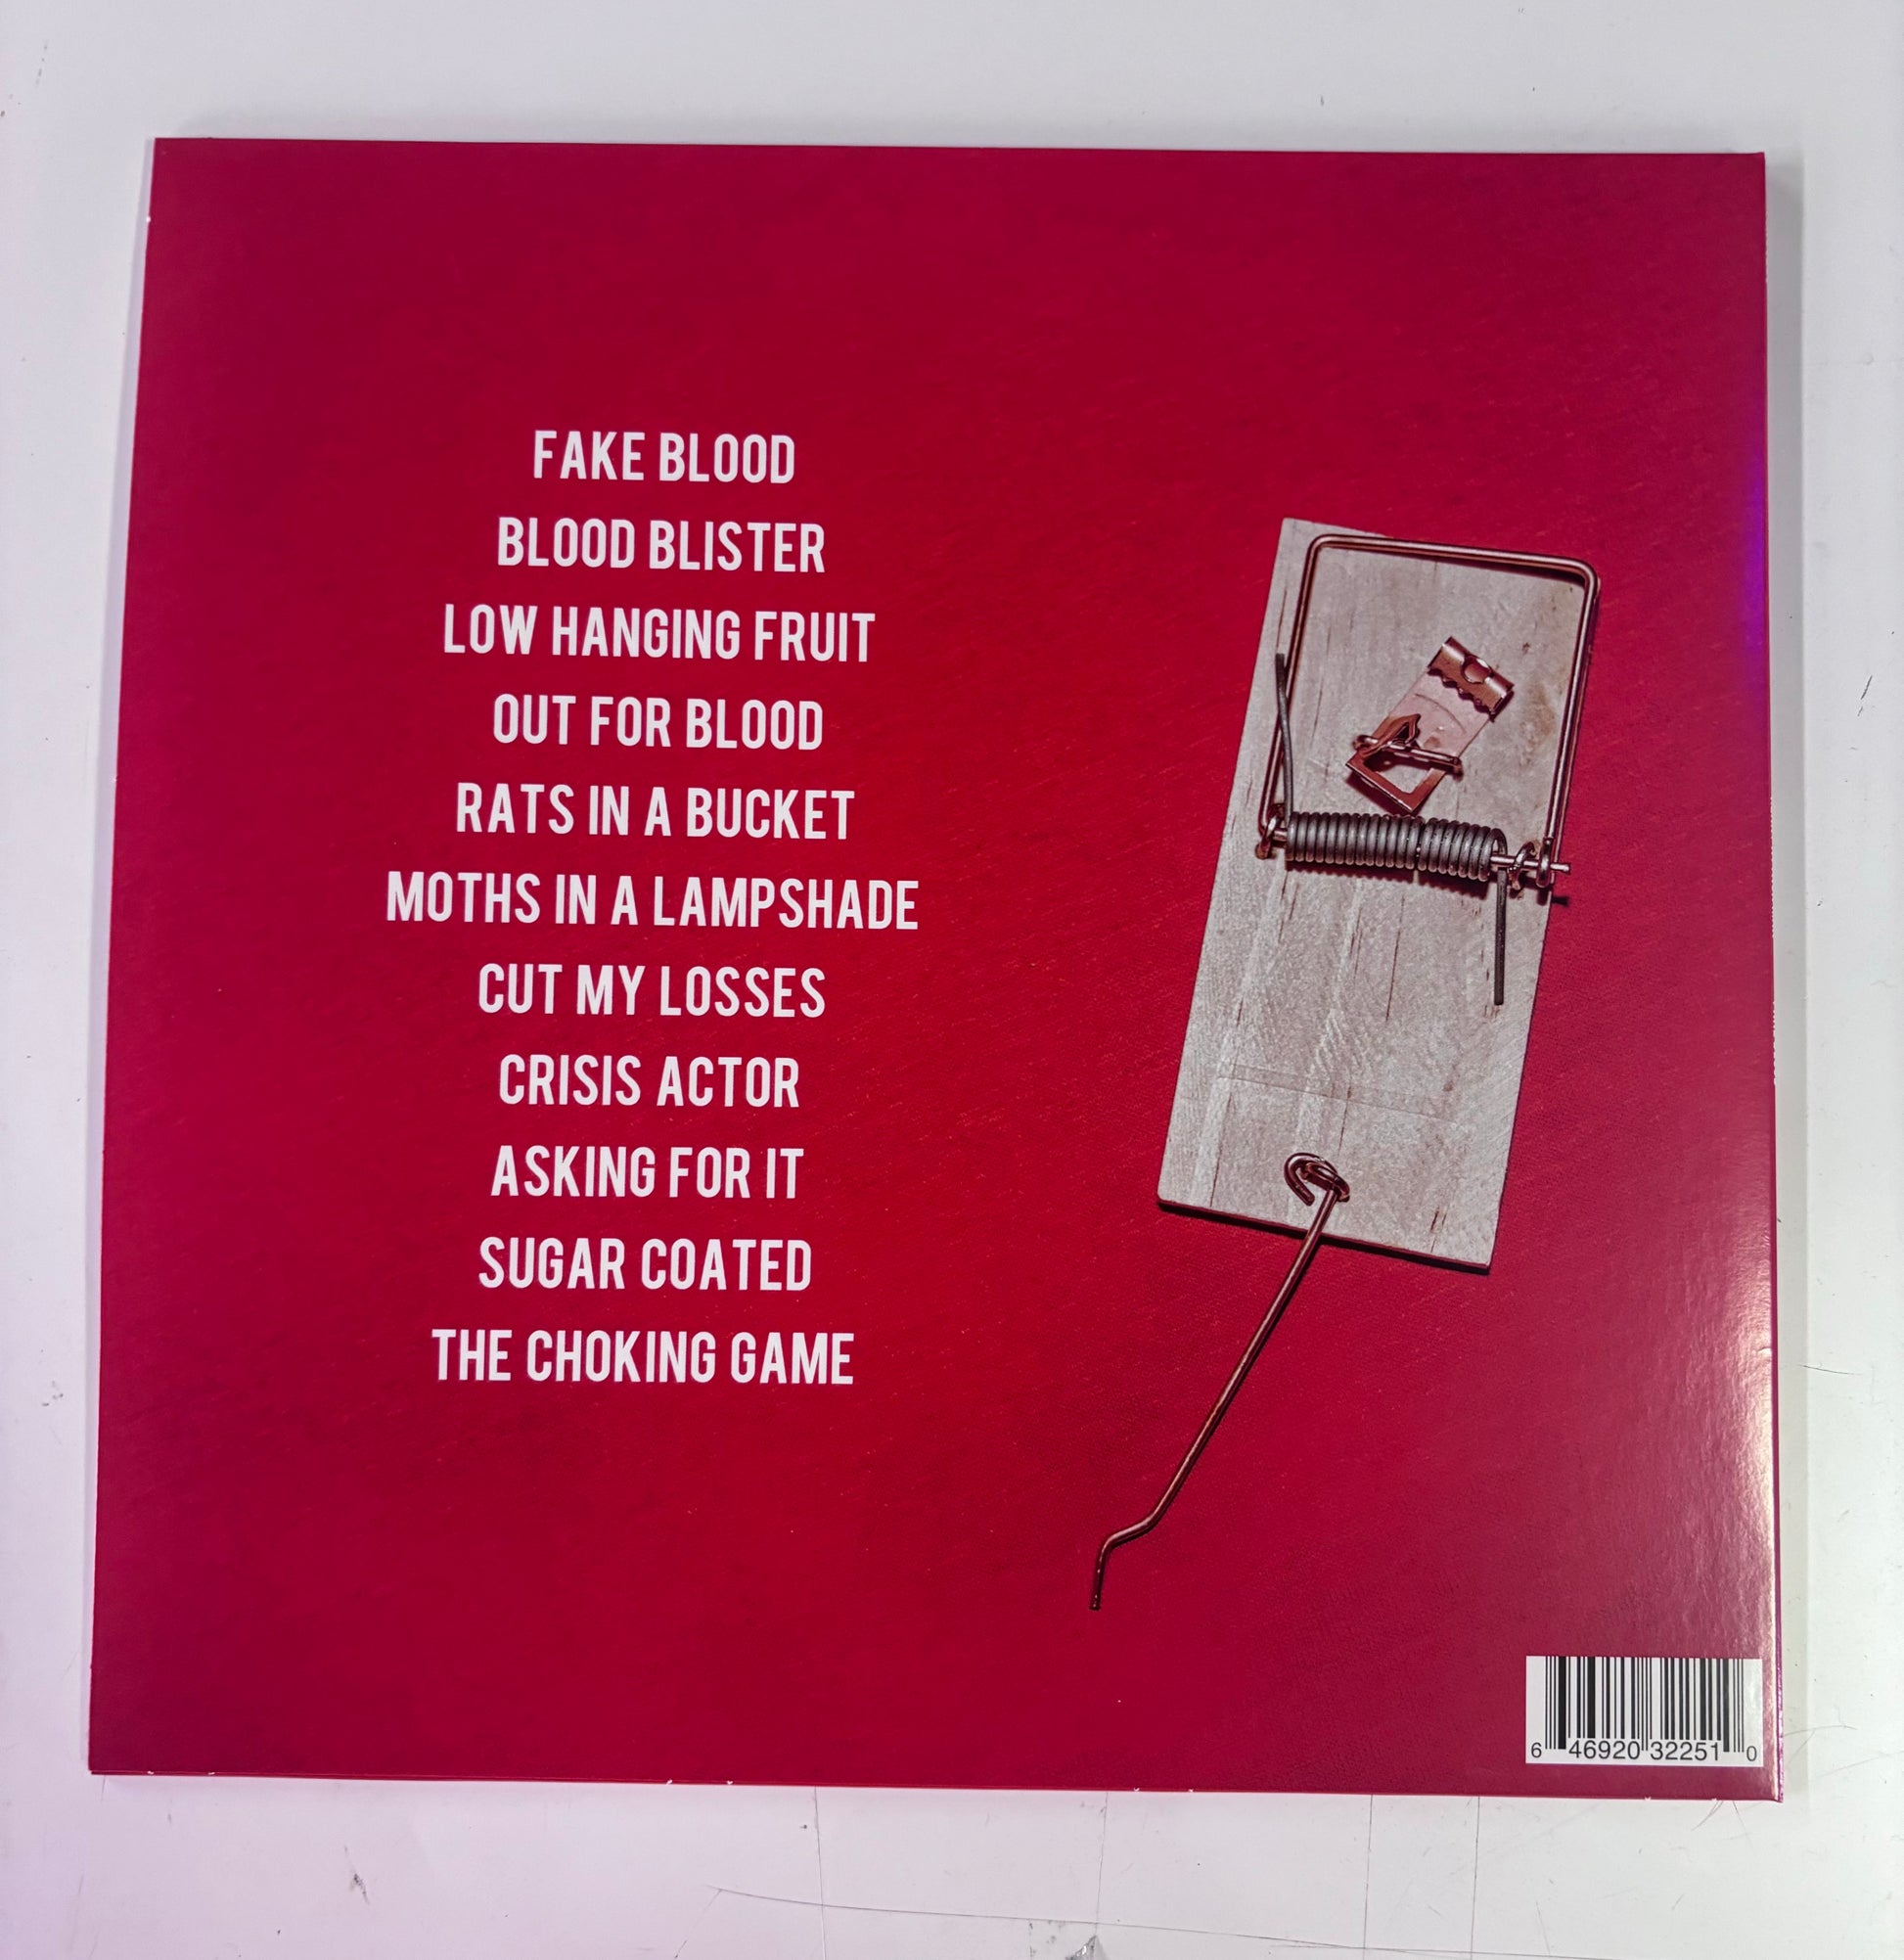 FAKE BLOOD
BLOOD BLISTER
LOW HANGING FRUIT
OUT FOR BLOOD
RATS IN A BUCKET
MOTHS IN A LAMPSHADE
CUT MY LOSSES
CRISIS ACTOR
ASKING FOR IT
SUGAR COATED
THE CHOKING GAME
6 46920 32251 0